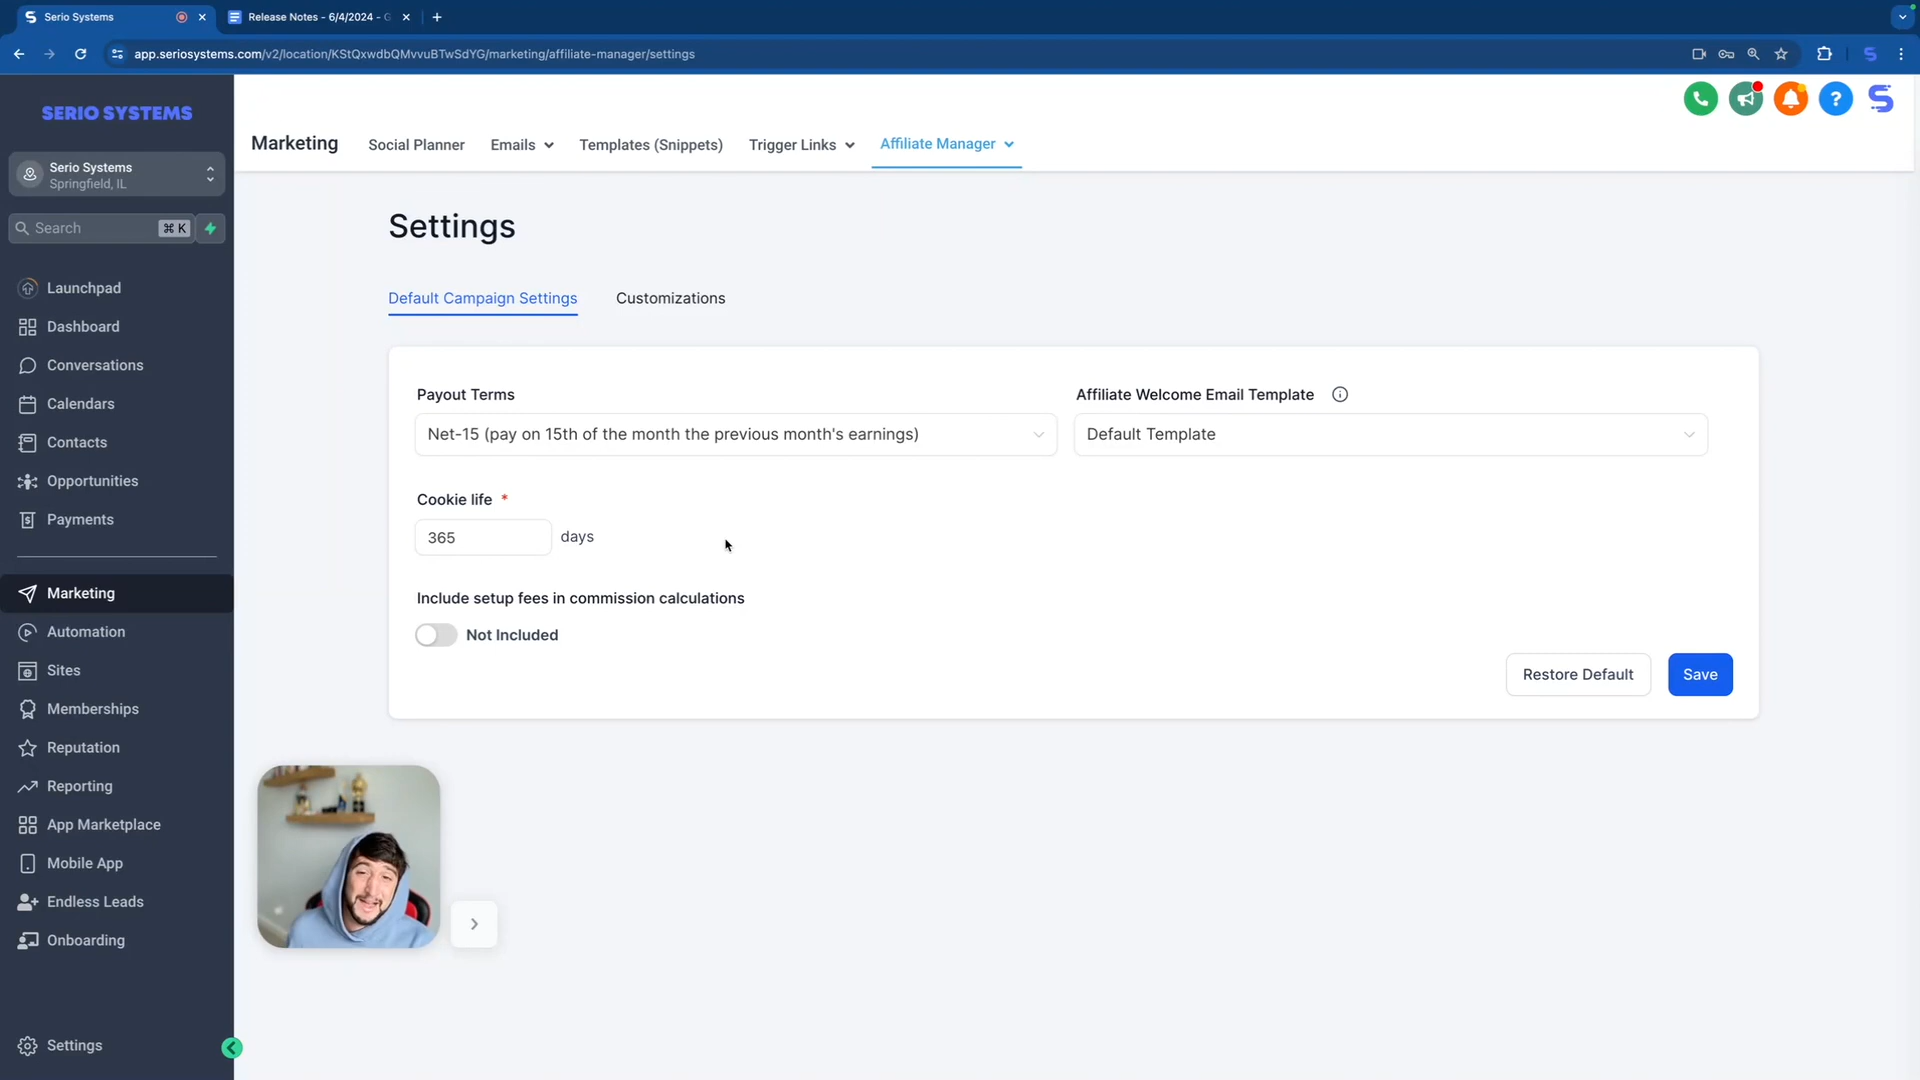 Serio Systems
Release Notes - 6/4/2024 - G
app.seriosystems.com/v2/location/KStQxwdbQMvvuBTwSdYG/marketing/affiliate-manager/settings
SERIO SYSTEMS
Serio Systems
Springfield, IL
Search ⌘ K
Launchpad
Dashboard
Conversations
Calendars
Contacts
Opportunities
Payments
Marketing
Automation
Sites
Memberships
Reputation
Reporting
App Marketplace
Mobile App
Endless Leads
Onboarding
Settings
Marketing Social Planner Emails Templates (Snippets) Trigger Links Affiliate Manager
Settings
Default Campaign Settings Customizations
Payout Terms
Net-15 (pay on 15th of the month the previous month's earnings)
Affiliate Welcome Email Template
Default Template
Cookie life *
365 days
Include setup fees in commission calculations
Not Included
Restore Default Save